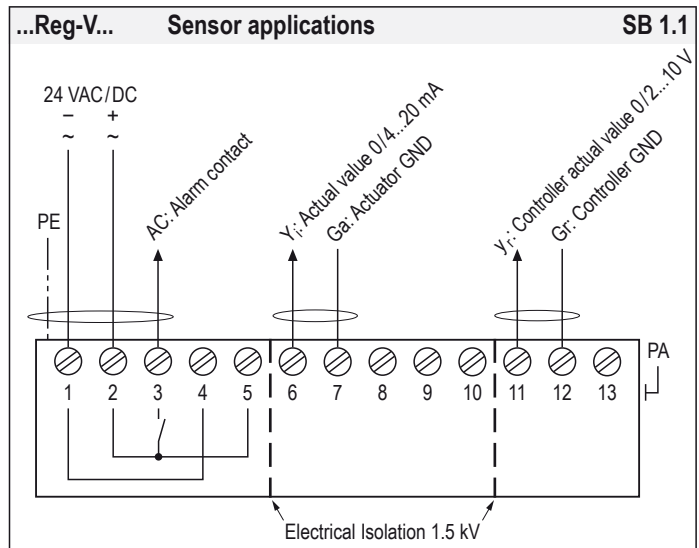 ...Reg-V... Sensor applications SB 1.1
24 VAC/DC
– +
~ ~
PE
AC: Alarm contact
Yi: Actual value 0/4...20 mA
Ga: Actuator GND
yr: Controller actual value 0/2...10 V
Gr: Controller GND
PA
1 2 3 4 5 6 7 8 9 10 11 12 13
Electrical Isolation 1.5 kV